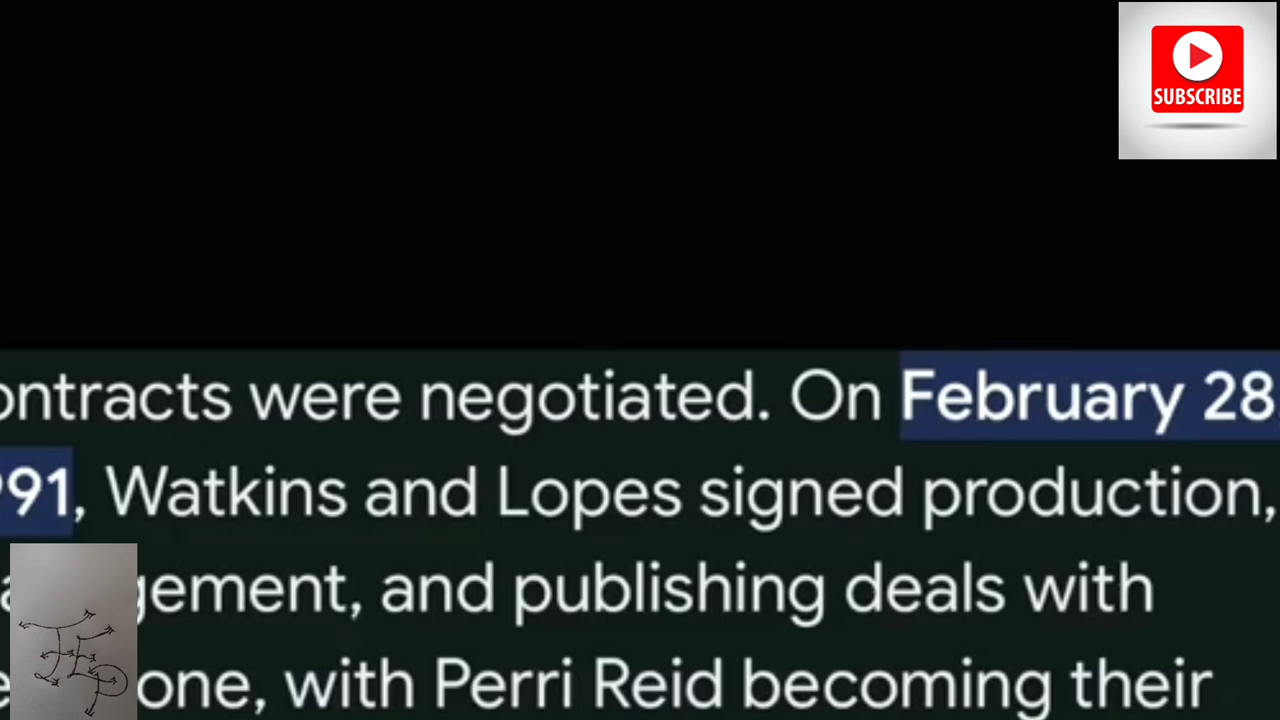 SUBSCRIBE
ontracts were negotiated. On February 28
91, Watkins and Lopes signed production,
gement, and publishing deals with
one, with Perri Reid becoming their